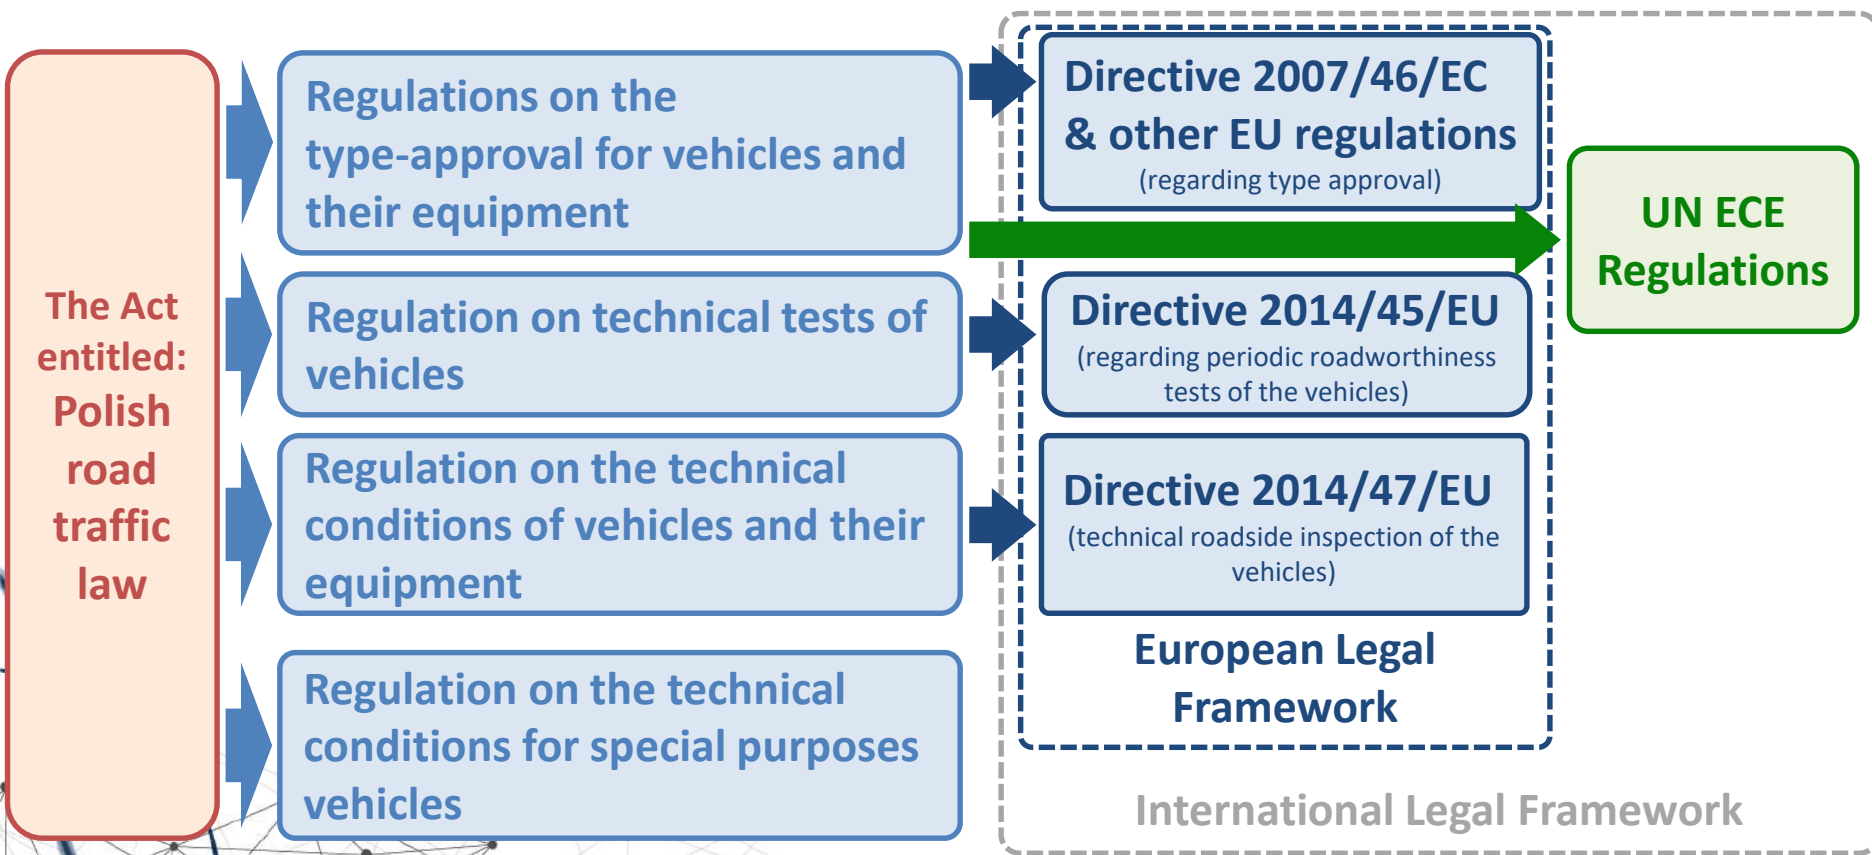 The Act
entitled:
Polish
road
traffic
law
Regulations on the
type-approval for vehicles and
their equipment
Regulation on technical tests of
vehicles
Regulation on the technical
conditions of vehicles and their
equipment
Regulation on the technical
conditions for special purposes
vehicles
Directive 2007/46/EC
& other EU regulations
(regarding type approval)
Directive 2014/45/EU
(regarding periodic roadworthiness
tests of the vehicles)
Directive 2014/47/EU
(technical roadside inspection of the
vehicles)
European Legal
Framework
UN ECE
Regulations
International Legal Framework